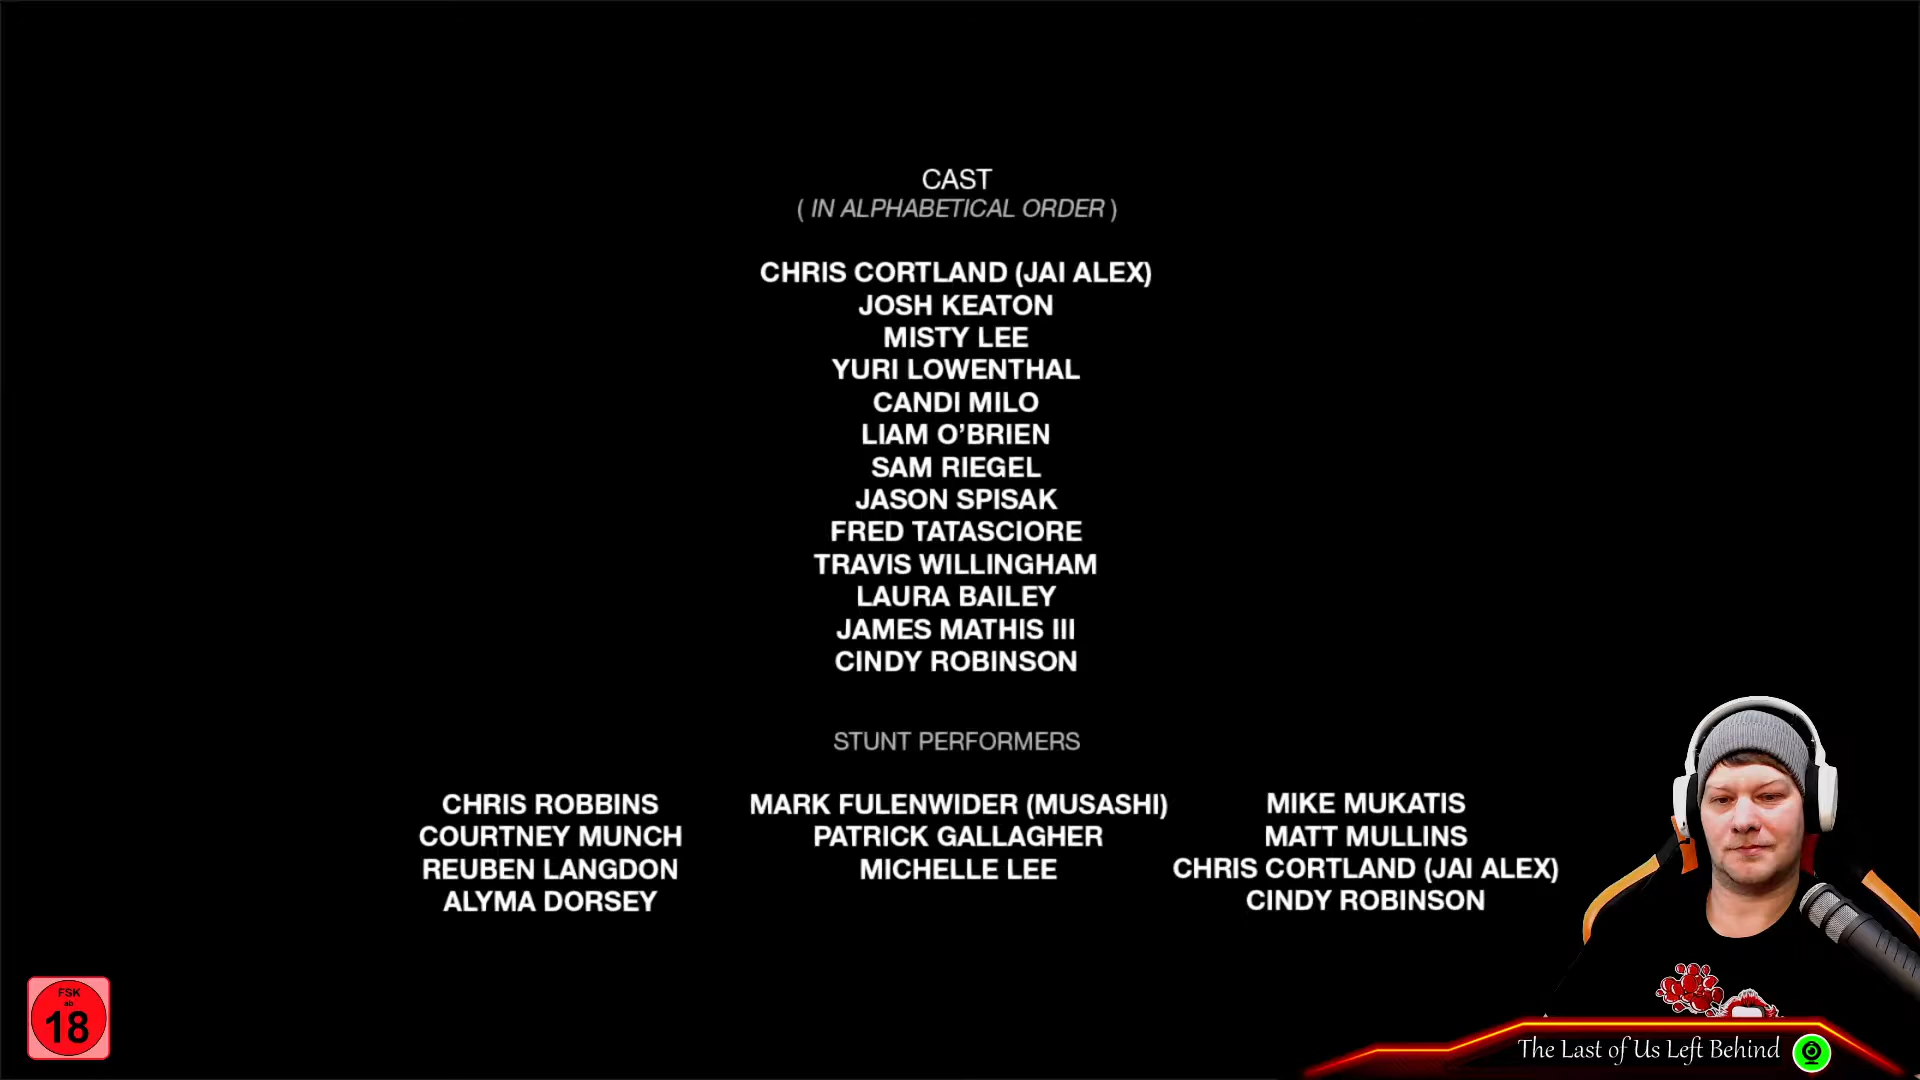 CAST
( IN ALPHABETICAL ORDER )
CHRIS CORTLAND (JAI ALEX)
JOSH KEATON
MISTY LEE
YURI LOWENTHAL
CANDI MILO
LIAM O’BRIEN
SAM RIEGEL
JASON SPISAK
FRED TATASCIORE
TRAVIS WILLINGHAM
LAURA BAILEY
JAMES MATHIS III
CINDY ROBINSON
STUNT PERFORMERS
CHRIS ROBBINS
COURTNEY MUNCH
REUBEN LANGDON
ALYMA DORSEY
MARK FULENWIDER (MUSASHI)
PATRICK GALLAGHER
MICHELLE LEE
MIKE MUKATIS
MATT MULLINS
CHRIS CORTLAND (JAI ALEX)
CINDY ROBINSON
FSK
ab
18
The Last of Us Left Behind